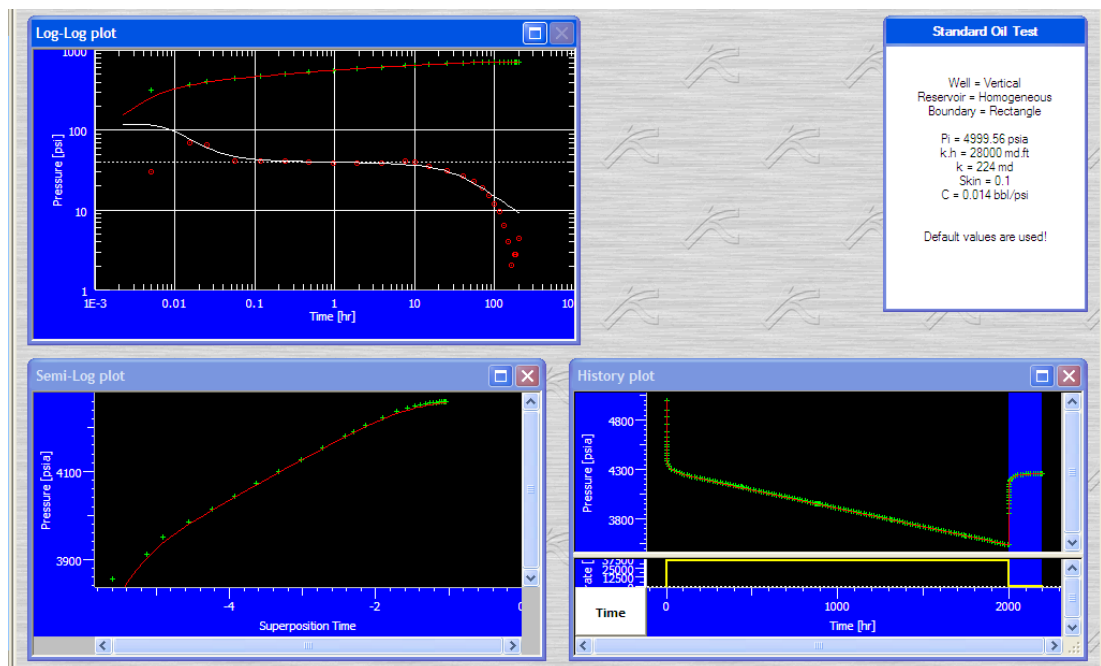 Log-Log plot
1000
100
10
1
Pressure [psi]
1E-3
0.01
0.1
1
10
100
10
Time [hr]
Standard Oil Test
Well = Vertical
Reservoir = Homogeneous
Boundary = Rectangle
Pi = 4999.56 psia
k.h = 28000 md.ft
k = 224 md
Skin = 0.1
C = 0.014 bbl/psi
Default values are used!
Semi-Log plot
4100
3900
Pressure [psia]
-4
-2
Superposition Time
History plot
4800
4300
3800
Pressure [psia]
25000
12500
ate [
Time
0
1000
2000
Time [hr]